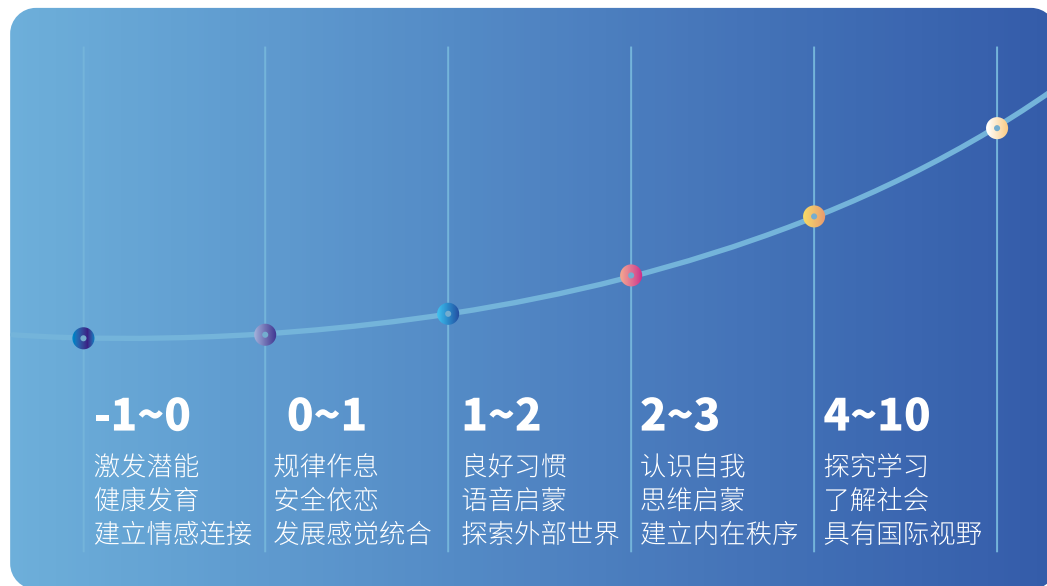 -1~0
激发潜能
健康发育
建立情感连接
0~1
规律作息
安全依恋
发展感觉统合
1~2
良好习惯
语音启蒙
探索外部世界
2~3
认识自我
思维启蒙
建立内在秩序
4~10
探究学习
了解社会
具有国际视野